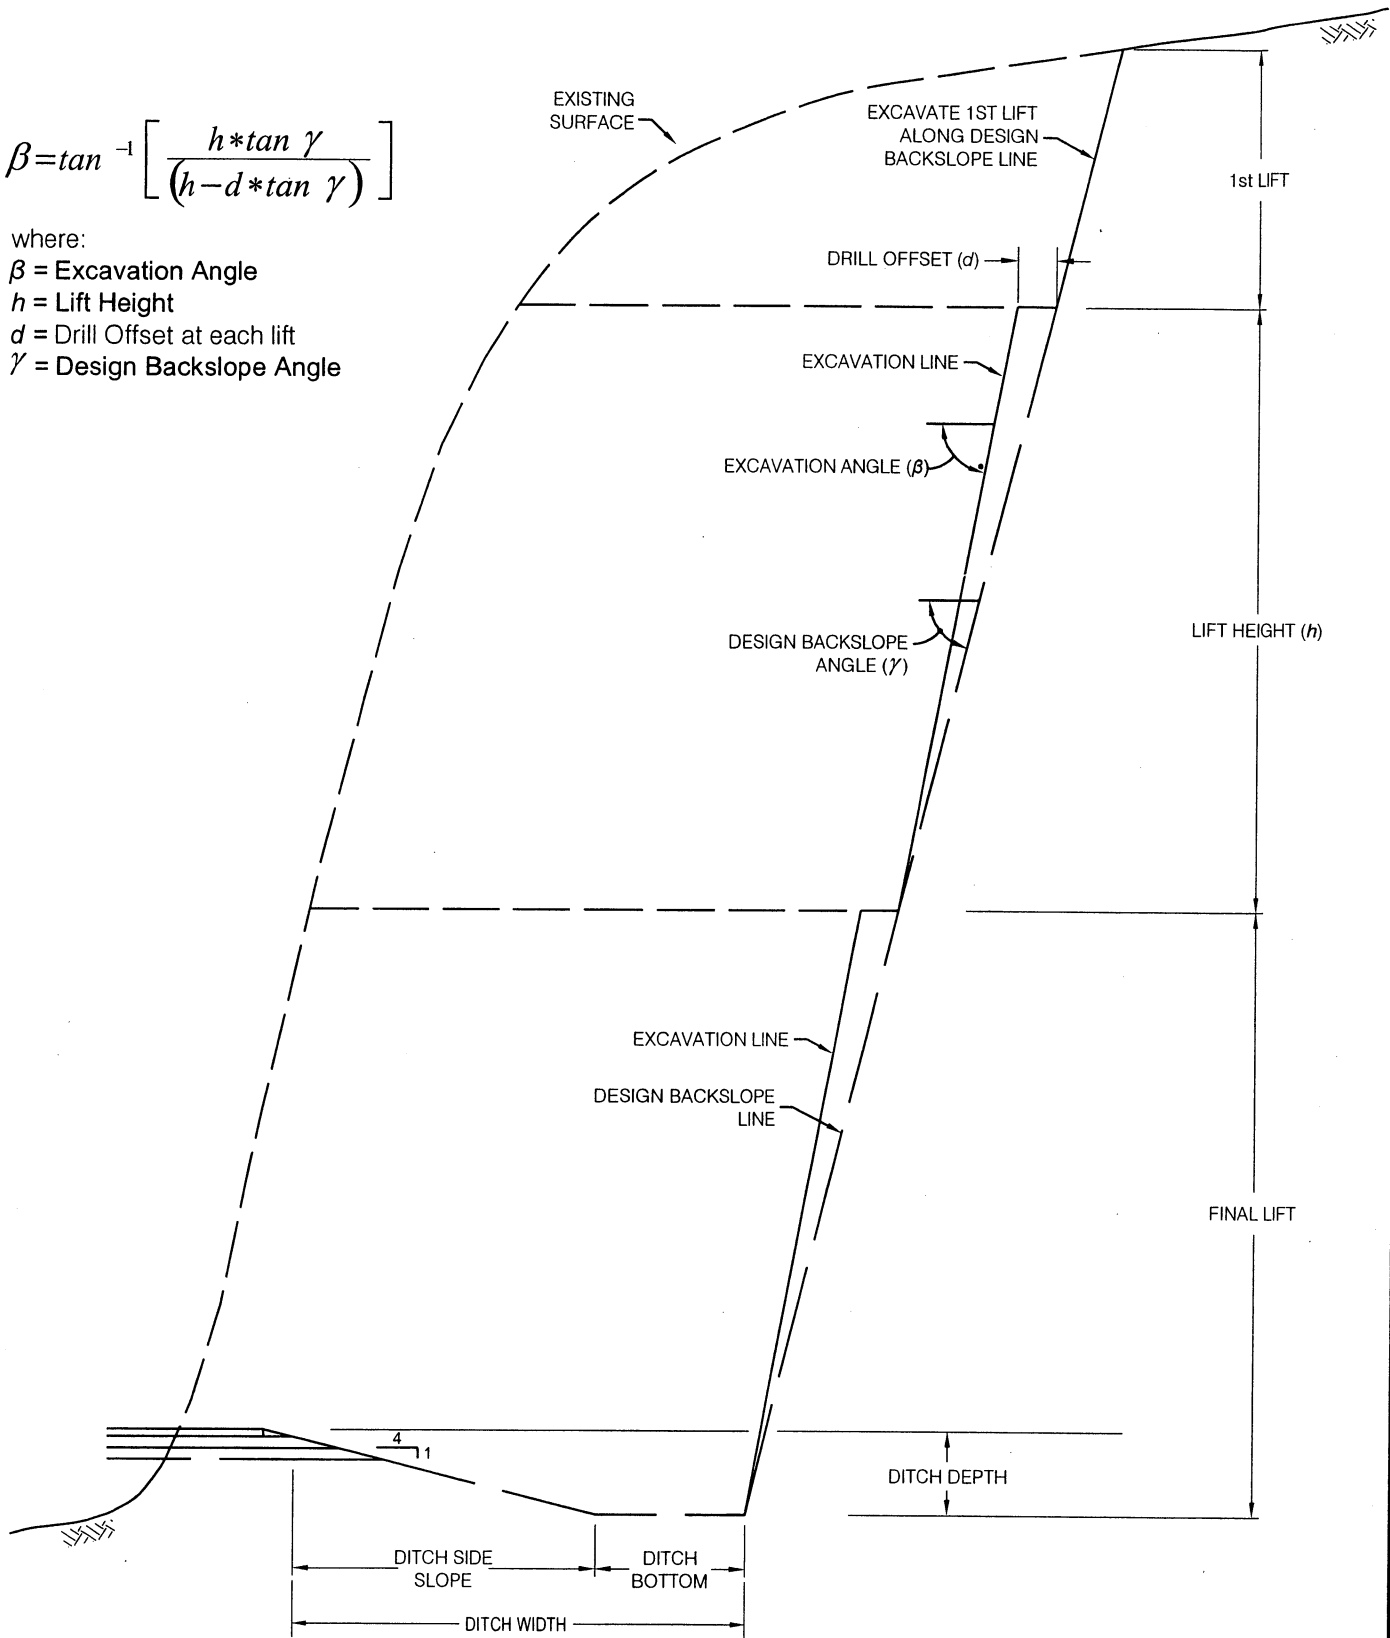 β=tan ⁻¹[h*tan γ / (h−d*tan γ)]
where:
β = Excavation Angle
h = Lift Height
d = Drill Offset at each lift
γ = Design Backslope Angle
EXISTING
SURFACE
EXCAVATE 1ST LIFT
ALONG DESIGN
BACKSLOPE LINE
1st LIFT
DRILL OFFSET (d)
EXCAVATION LINE
EXCAVATION ANGLE (β)
DESIGN BACKSLOPE
ANGLE (γ)
LIFT HEIGHT (h)
EXCAVATION LINE
DESIGN BACKSLOPE
LINE
FINAL LIFT
4
1
DITCH DEPTH
DITCH SIDE
SLOPE
DITCH
BOTTOM
DITCH WIDTH